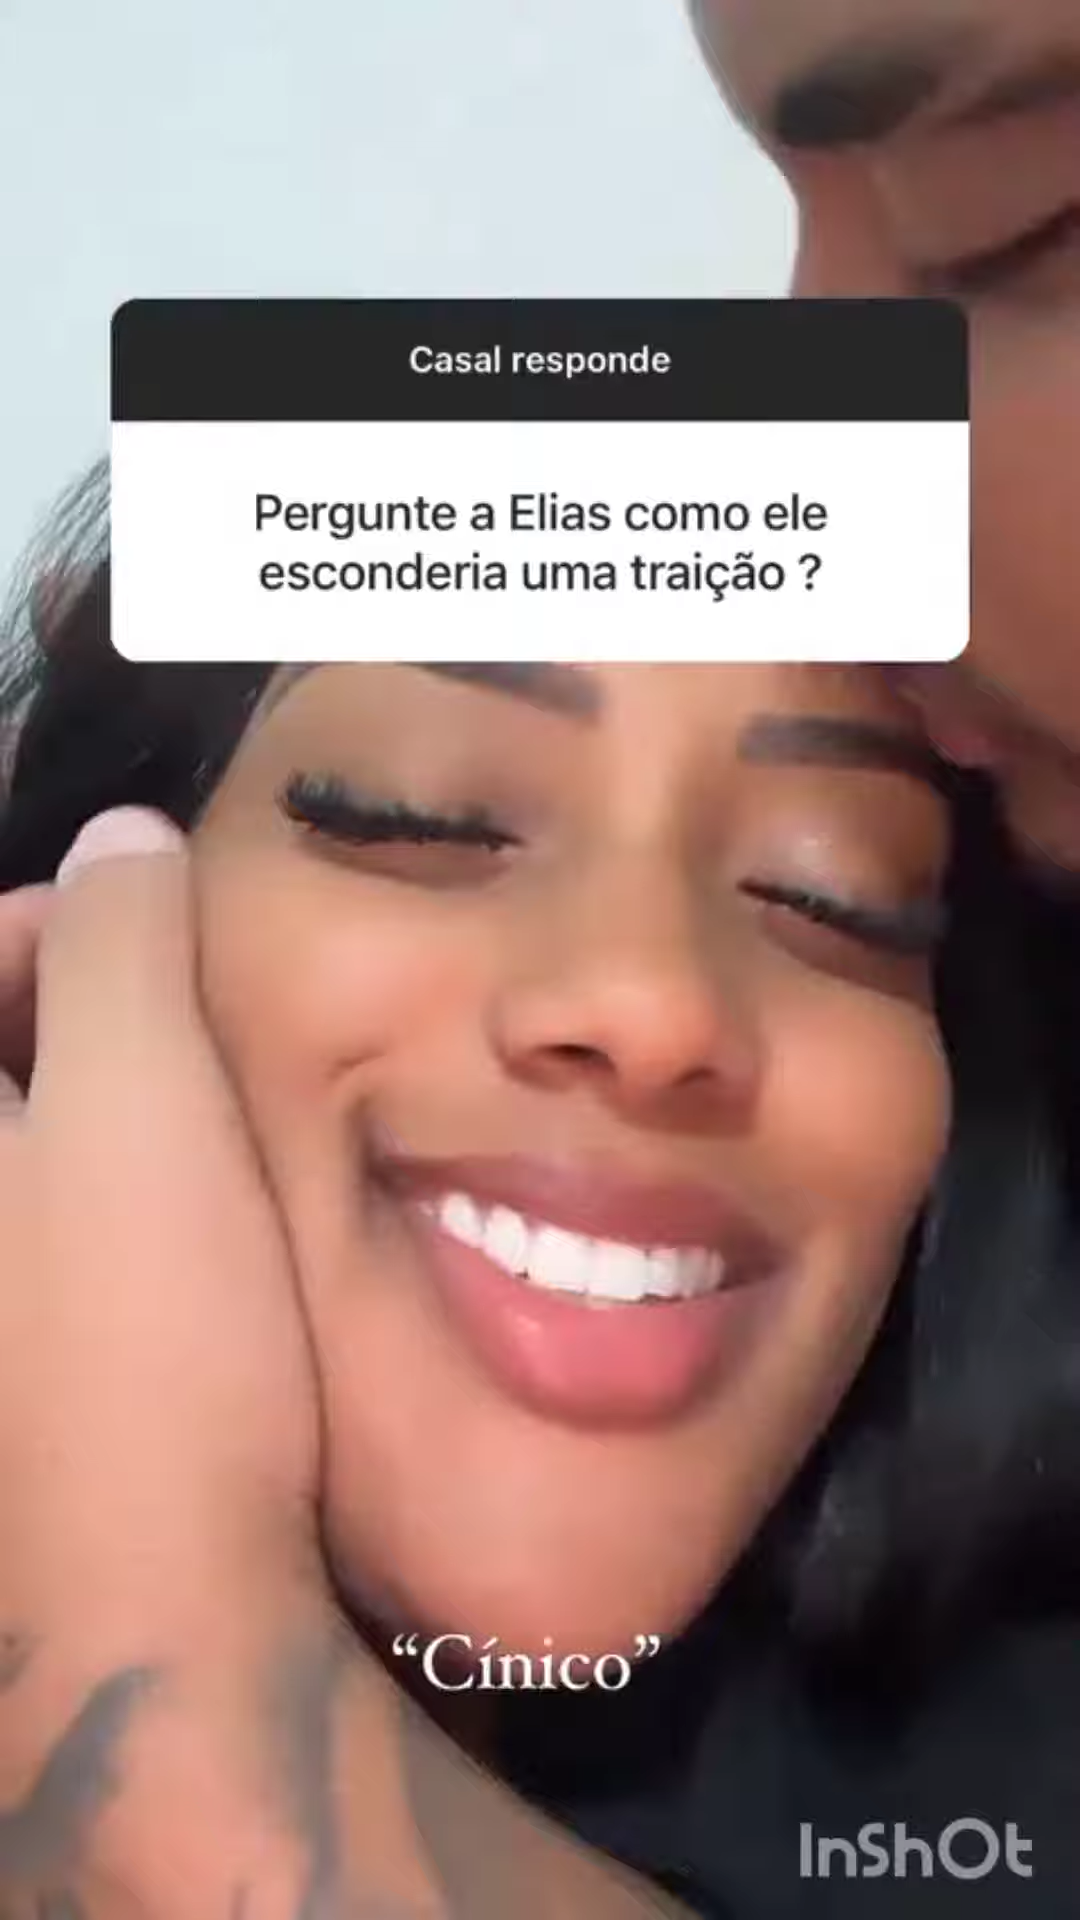 Casal responde
Pergunte a Elias como ele
esconderia uma traição ?
“Cínico”
InShOt